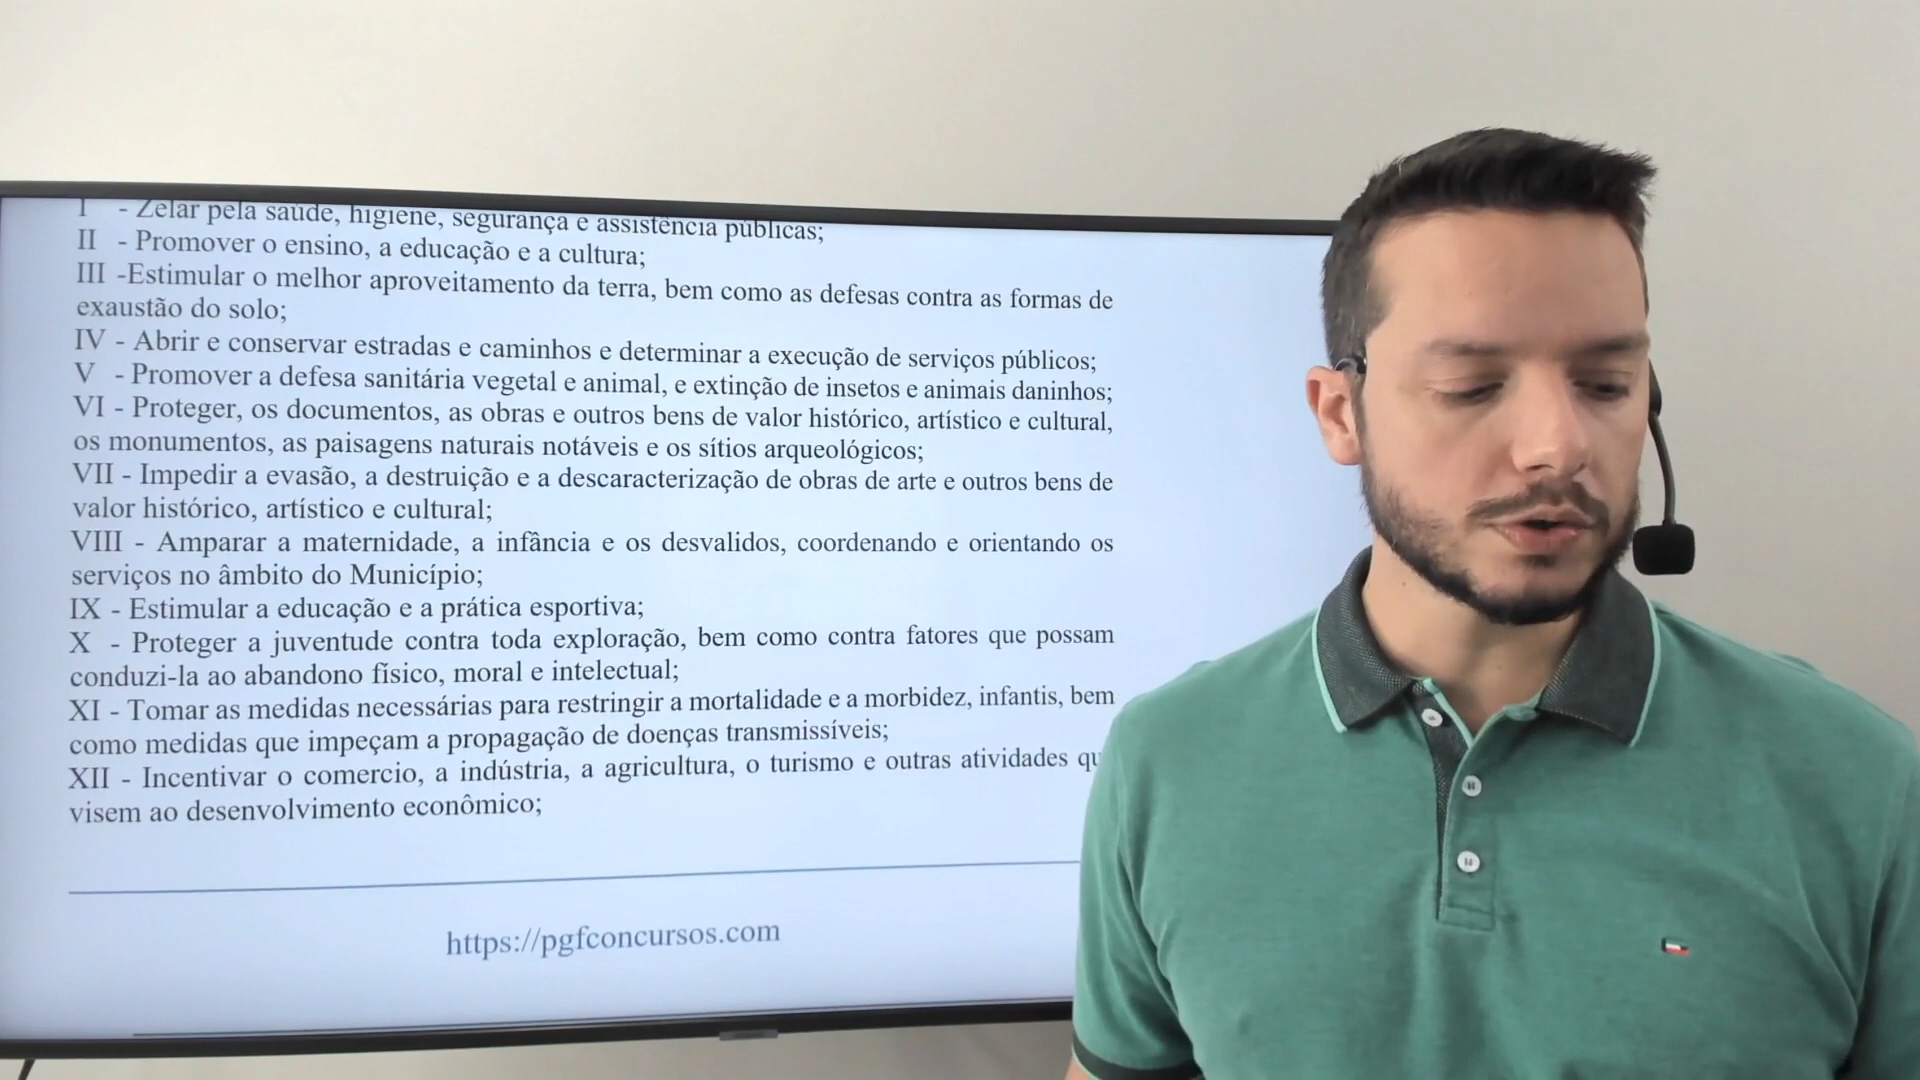 I - Zelar pela saúde, higiene, segurança e assistência públicas;
II - Promover o ensino, a educação e a cultura;
III -Estimular o melhor aproveitamento da terra, bem como as defesas contra as formas de
exaustão do solo;
IV - Abrir e conservar estradas e caminhos e determinar a execução de serviços públicos;
V - Promover a defesa sanitária vegetal e animal, e extinção de insetos e animais daninhos;
VI - Proteger, os documentos, as obras e outros bens de valor histórico, artístico e cultural,
os monumentos, as paisagens naturais notáveis e os sítios arqueológicos;
VII - Impedir a evasão, a destruição e a descaracterização de obras de arte e outros bens de
valor histórico, artístico e cultural;
VIII - Amparar a maternidade, a infância e os desvalidos, coordenando e orientando os
serviços no âmbito do Município;
IX - Estimular a educação e a prática esportiva;
X - Proteger a juventude contra toda exploração, bem como contra fatores que possam
conduzi-la ao abandono físico, moral e intelectual;
XI - Tomar as medidas necessárias para restringir a mortalidade e a morbidez, infantis, bem
como medidas que impeçam a propagação de doenças transmissíveis;
XII - Incentivar o comercio, a indústria, a agricultura, o turismo e outras atividades qu
visem ao desenvolvimento econômico;
https://pgfconcursos.com